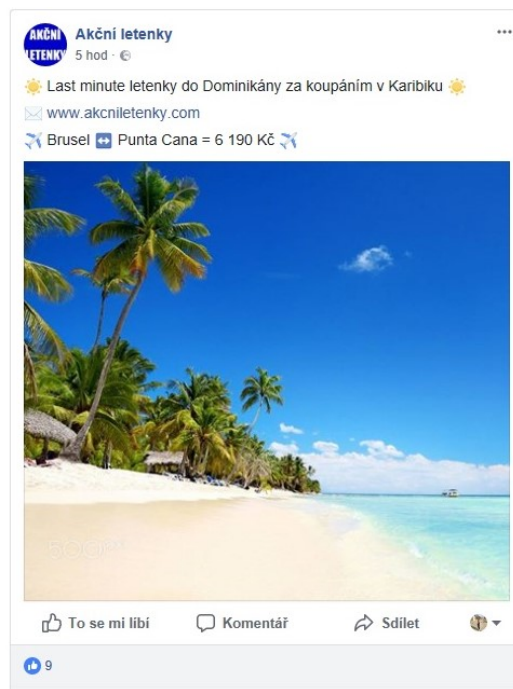 AKČNÍ
LETENKY
Akční letenky
5 hod ·
Last minute letenky do Dominikány za koupáním v Karibiku
www.akcniletenky.com
Brusel ↔ Punta Cana = 6 190 Kč
To se mi líbí
Komentář
Sdílet
9